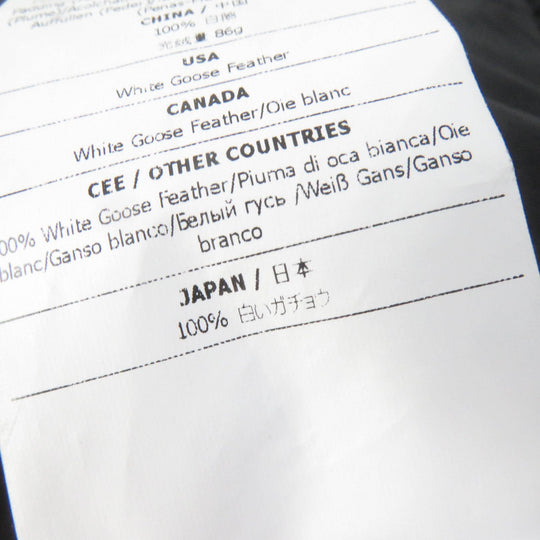 CHINA / 中国
100% 白鹅
86g
USA
White Goose Feather
CANADA
White Goose Feather/Oie blanc
CEE / OTHER COUNTRIES
00% White Goose Feather/Piuma di oca bianca/Oie
blanc/Ganso blanco/Белый гусь /Weiß Gans/Ganso
branco
JAPAN / 日本
100% 白いガチョウ